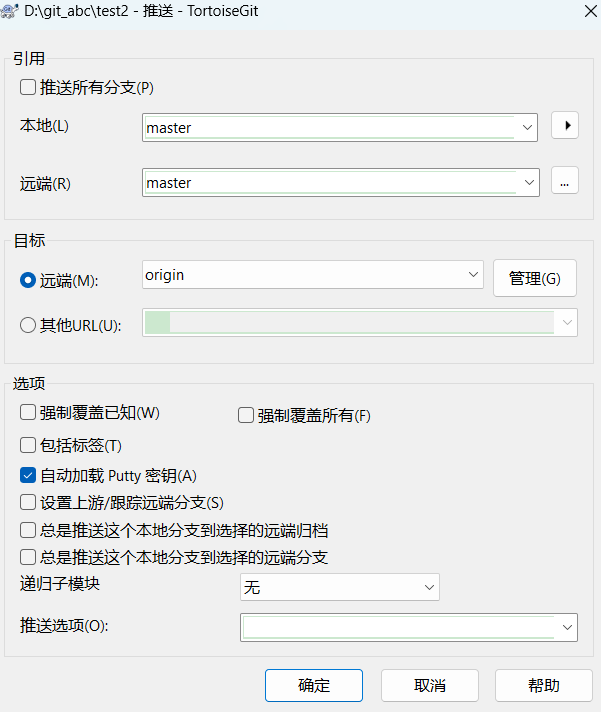 D:\git_abc\test2 - 推送 - TortoiseGit
引用
推送所有分支(P)
本地(L) master
远端(R) master ...
目标
远端(M): origin 管理(G)
其他URL(U):
选项
强制覆盖已知(W) 强制覆盖所有(F)
包括标签(T)
自动加载 Putty 密钥(A)
设置上游/跟踪远端分支(S)
总是推送这个本地分支到选择的远端归档
总是推送这个本地分支到选择的远端分支
递归子模块 无
推送选项(O):
确定 取消 帮助